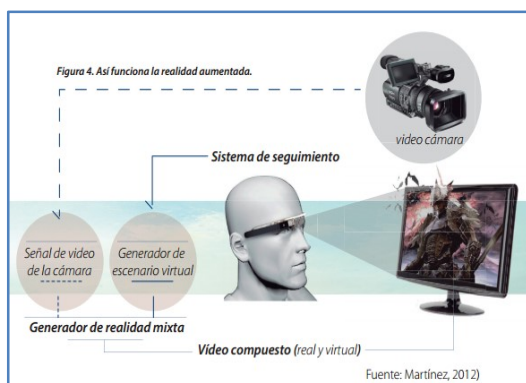 Figura 4. Así funciona la realidad aumentada.
video cámara
Sistema de seguimiento
Señal de video
de la cámara
Generador de
escenario virtual
Generador de realidad mixta
Vídeo compuesto (real y virtual)
Fuente: Martínez, 2012)